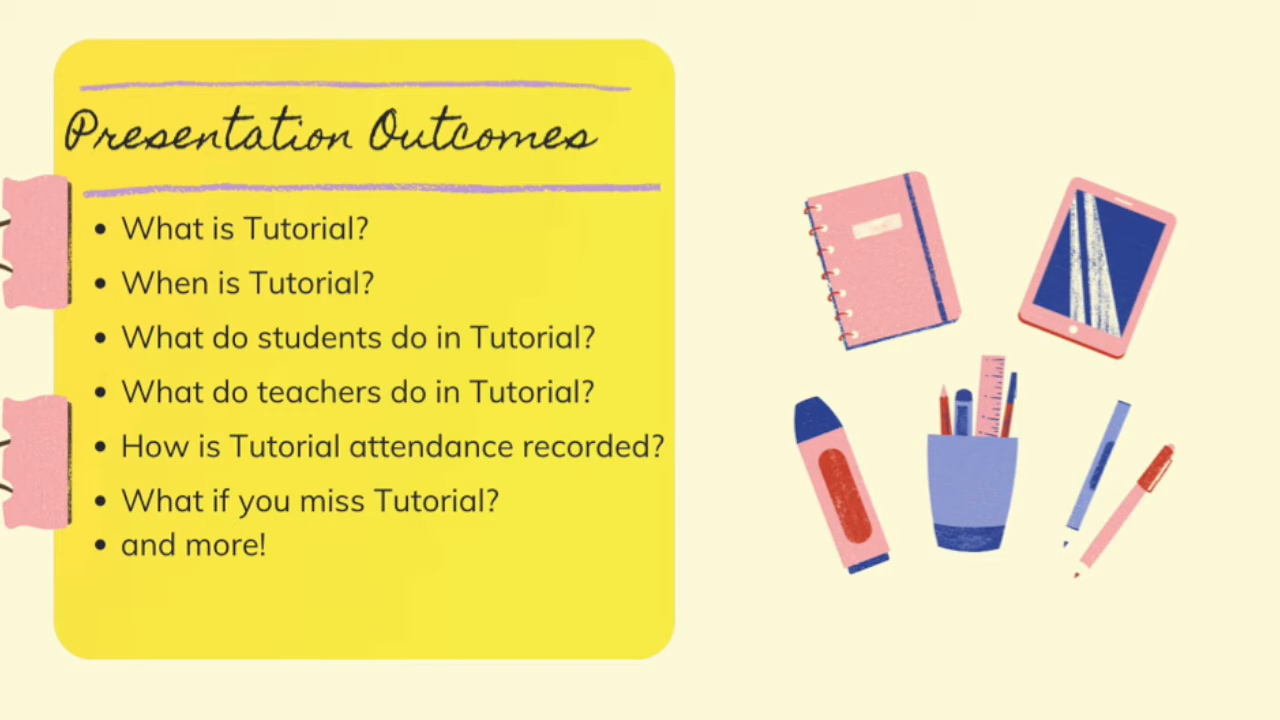 Presentation Outcomes
• What is Tutorial?
• When is Tutorial?
• What do students do in Tutorial?
• What do teachers do in Tutorial?
• How is Tutorial attendance recorded?
• What if you miss Tutorial?
• and more!